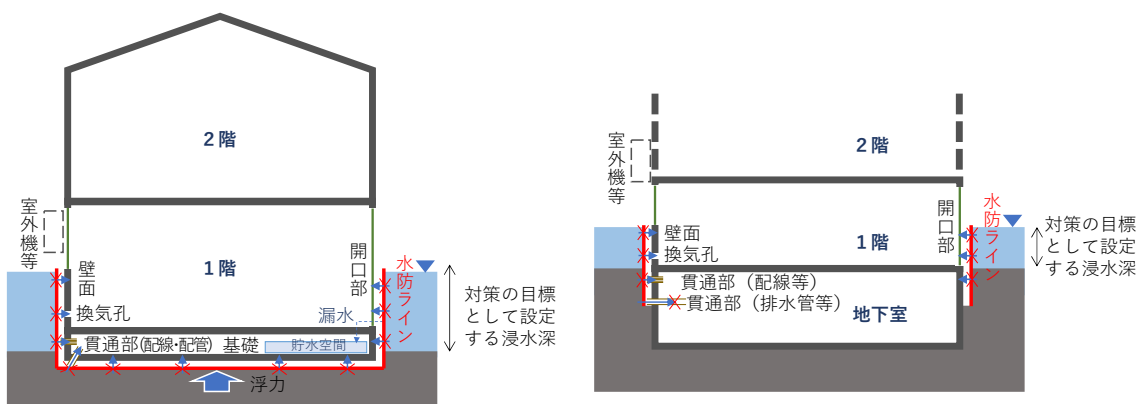 2階
室外機等
1階
開口部
水防ライン
壁面
換気孔
対策の目標
として設定
する浸水深
漏水
貫通部(配線・配管)
基礎
貯水空間
浮力
2階
室外機等
開口部
水防ライン
壁面
換気孔
1階
対策の目標
として設定
する浸水深
貫通部（配線等）
貫通部（排水管等）
地下室